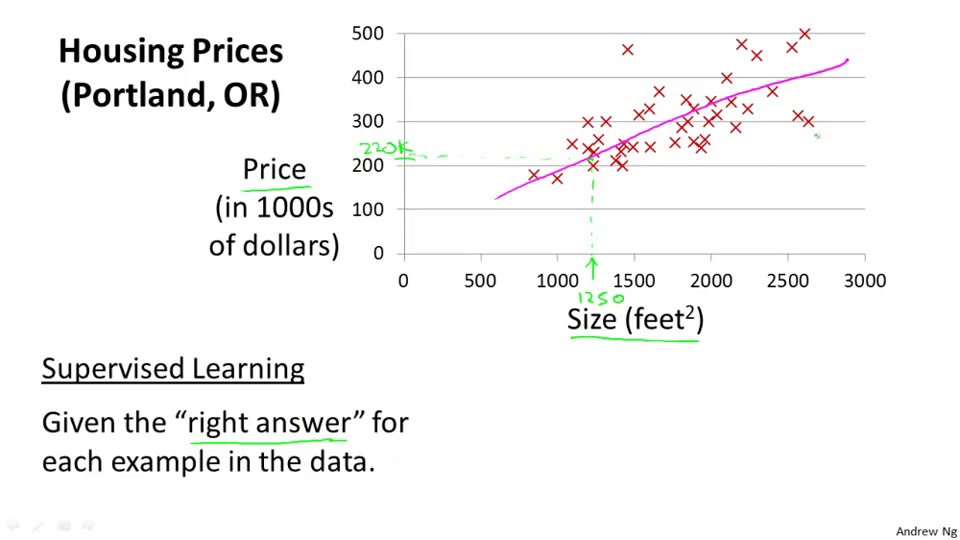 Housing Prices
(Portland, OR)
500
400
300
220K
200
100
0
Price
(in 1000s
of dollars)
0 500 1000 1500 2000 2500 3000
1250
Size (feet²)
Supervised Learning
Given the “right answer” for
each example in the data.
Andrew Ng